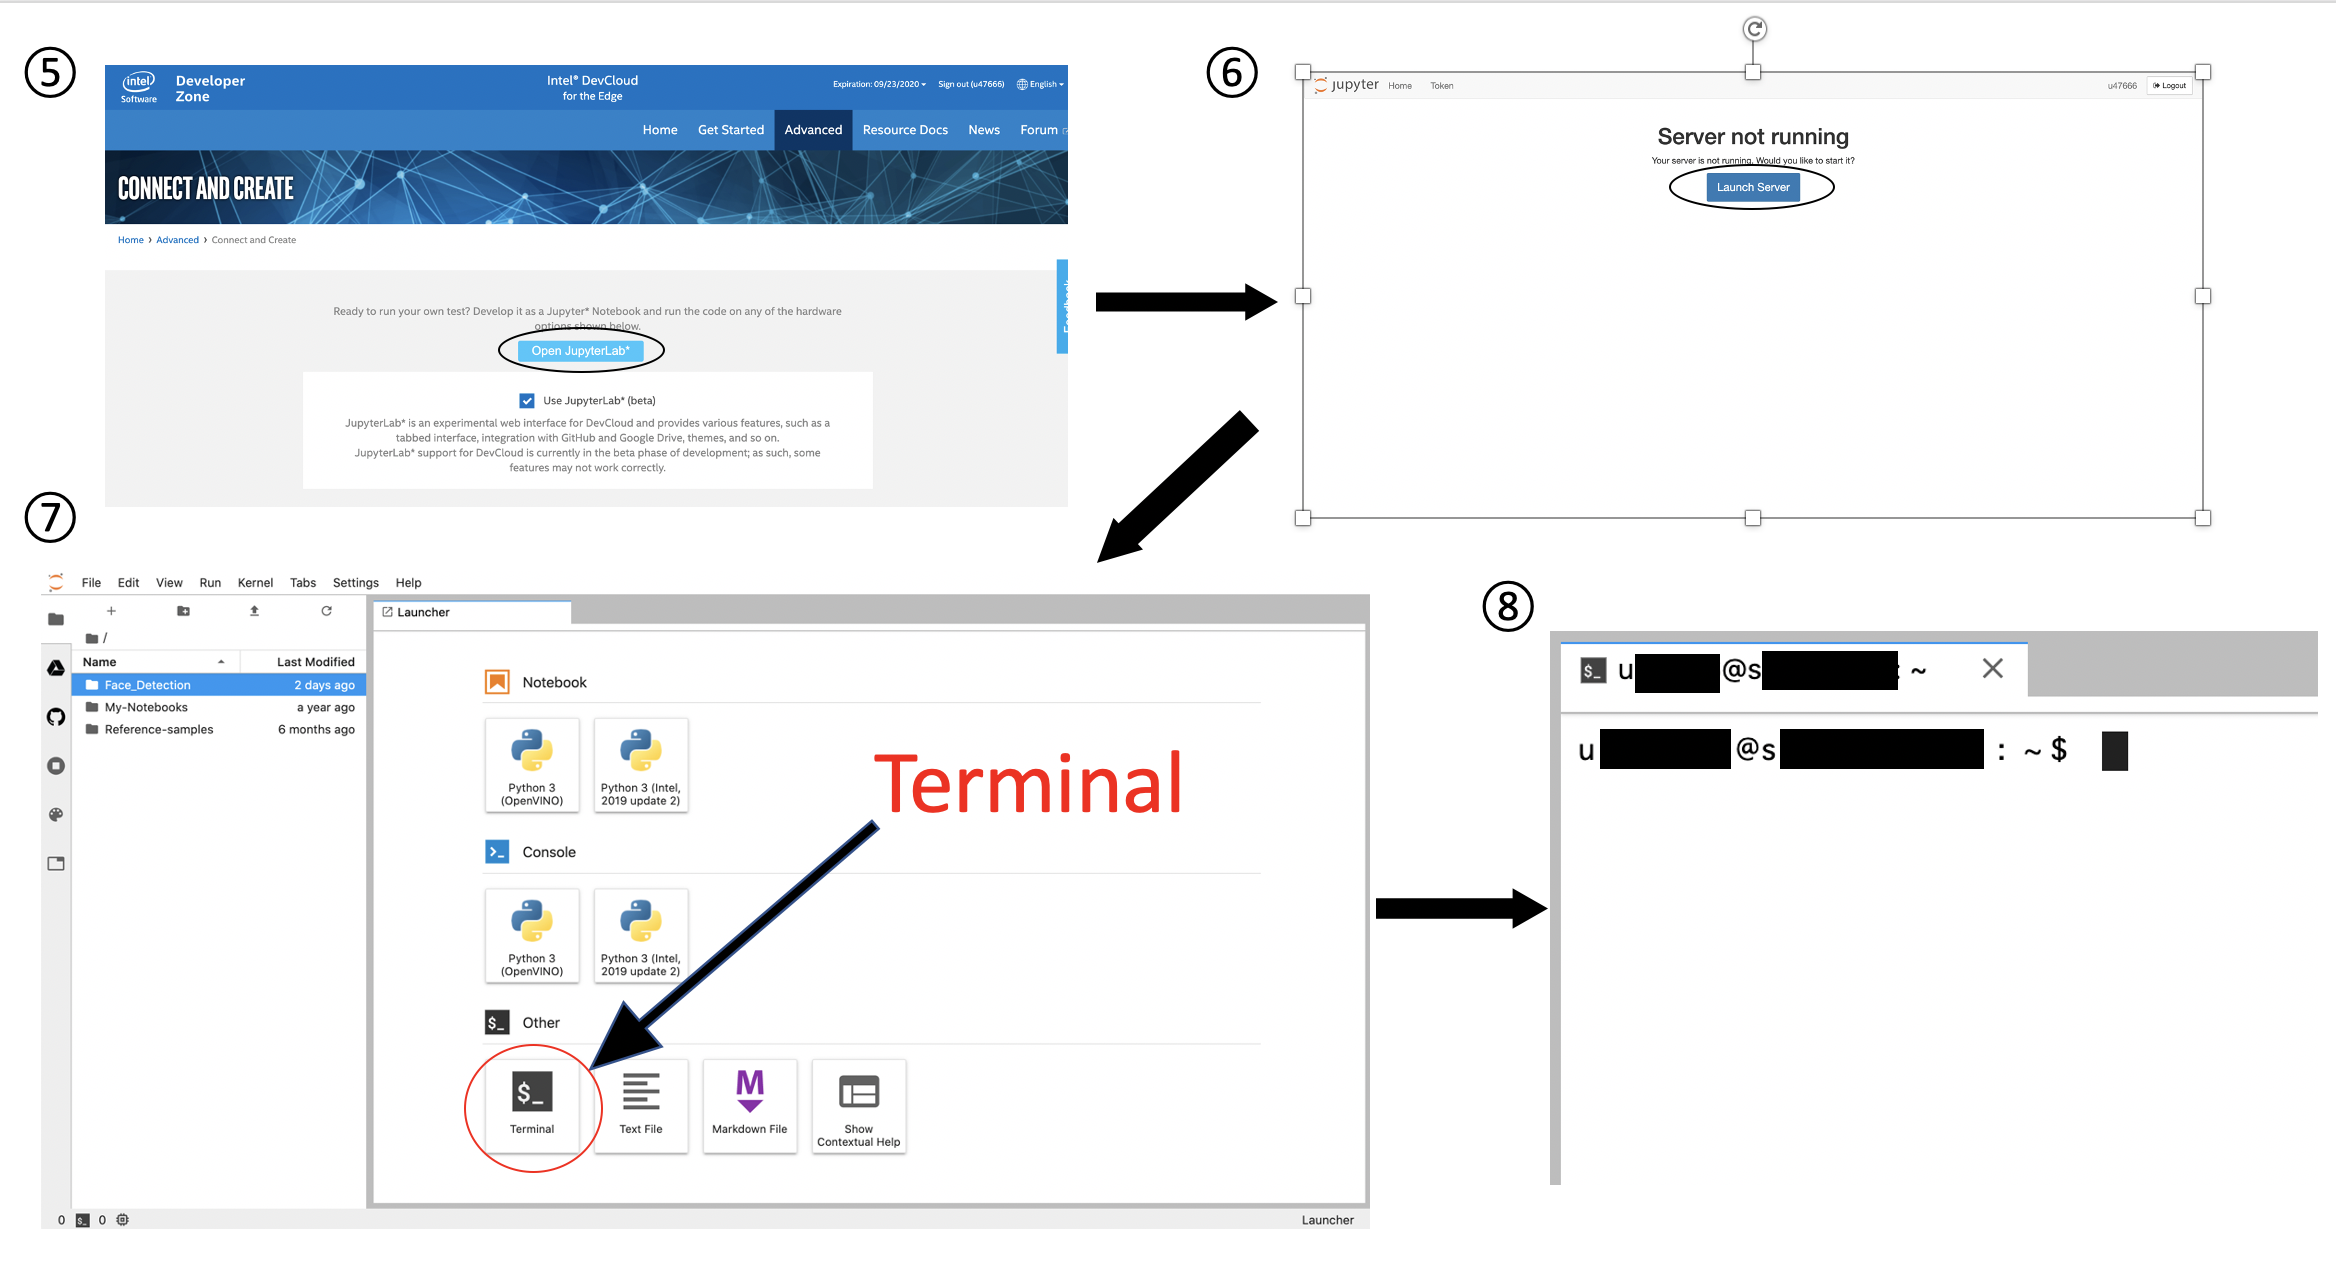 ⑤
intel Software
Developer Zone
Intel® DevCloud for the Edge
Expiration: 09/23/2020
Sign out (u47666)
English
Home
Get Started
Advanced
Resource Docs
News
Forum
CONNECT AND CREATE
Home › Advanced › Connect and Create
Ready to run your own test? Develop it as a Jupyter* Notebook and run the code on any of the hardware
options shown below.
Open JupyterLab*
Use JupyterLab* (beta)
JupyterLab* is an experimental web interface for DevCloud and provides various features, such as a
tabbed interface, integration with GitHub and Google Drive, themes, and so on.
JupyterLab* support for DevCloud is currently in the beta phase of development; as such, some
features may not work correctly.
⑥
jupyter Home Token
u47666
Logout
Server not running
Your server is not running. Would you like to start it?
Launch Server
⑦
File Edit View Run Kernel Tabs Settings Help
/
Name Last Modified
Face_Detection 2 days ago
My-Notebooks a year ago
Reference-samples 6 months ago
Launcher
Notebook
Python 3
(OpenVINO)
Python 3 (Intel,
2019 update 2)
Terminal
Console
Python 3
(OpenVINO)
Python 3 (Intel,
2019 update 2)
$_ Other
$_
Terminal
Text File
M
Markdown File
Show
Contextual Help
0 $_ 0
Launcher
⑧
$_ u @s : ~
u @s : ~$